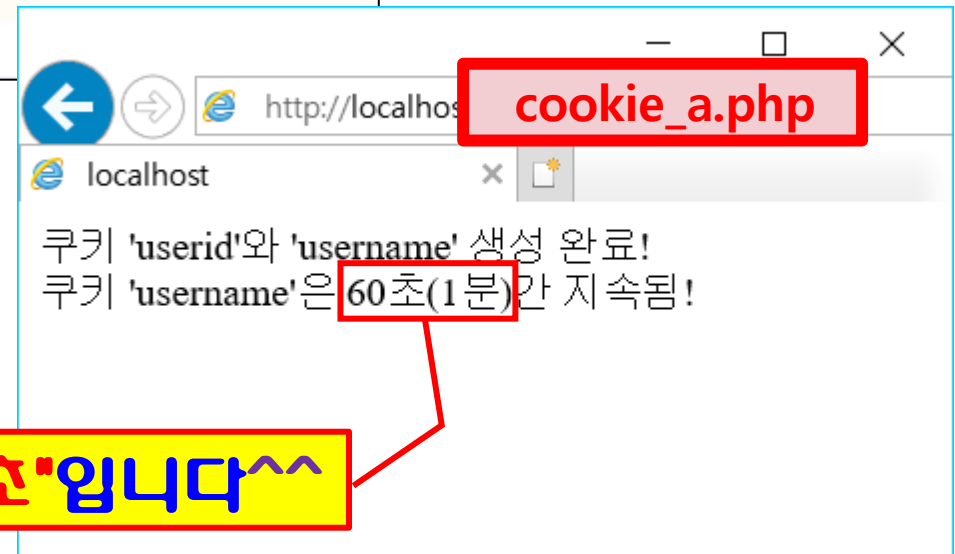 http://localhos
cookie_a.php
localhost
쿠키 'userid'와 'username' 생성 완료!
쿠키 'username'은 60초(1분)간 지속됨!
"입니다^^